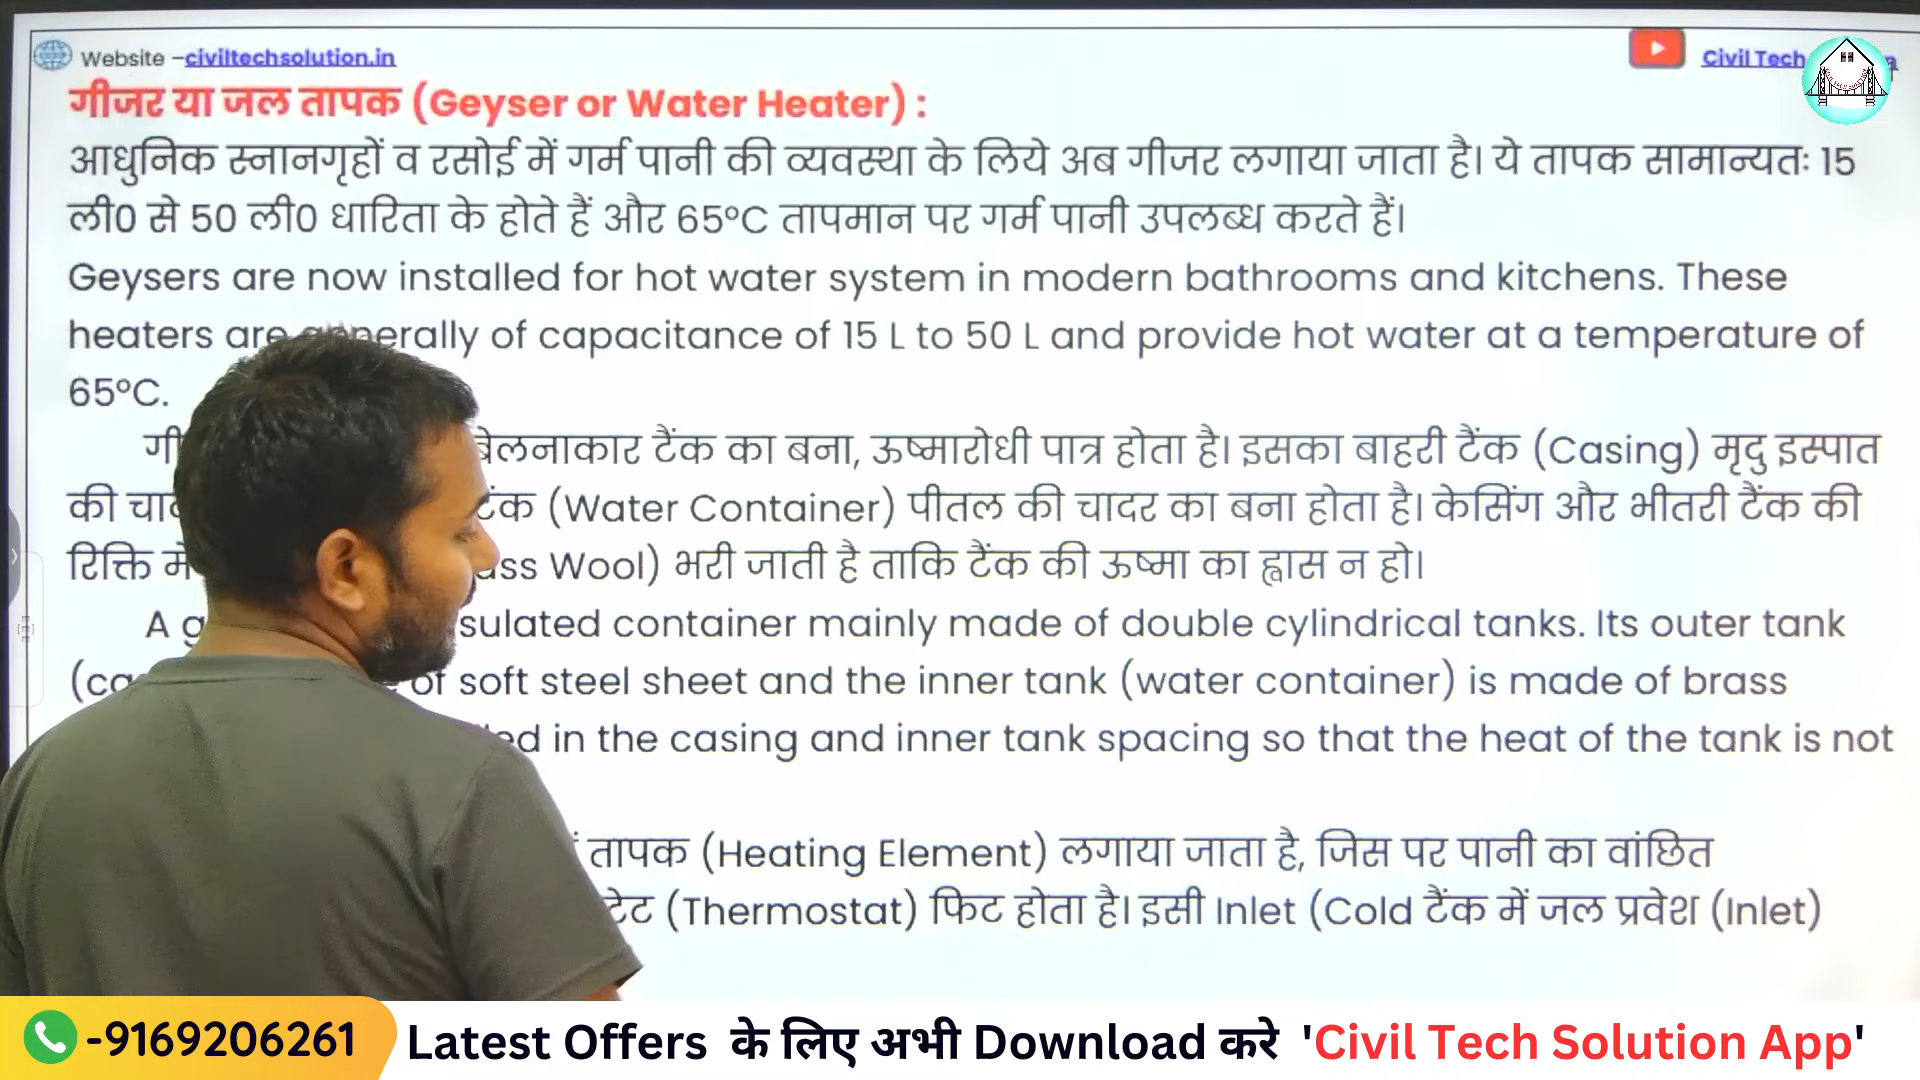 Website –civiltechsolution.in
Civil Tech
गीजर या जल तापक (Geyser or Water Heater) :
आधुनिक स्नानगृहों व रसोई में गर्म पानी की व्यवस्था के लिये अब गीजर लगाया जाता है। ये तापक सामान्यतः 15
ली0 से 50 ली0 धारिता के होते हैं और 65°C तापमान पर गर्म पानी उपलब्ध करते हैं।
Geysers are now installed for hot water system in modern bathrooms and kitchens. These
heaters are generally of capacitance of 15 L to 50 L and provide hot water at a temperature of
65°C.
बेलनाकार टैंक का बना, ऊष्मारोधी पात्र होता है। इसका बाहरी टैंक (Casing) मृदु इस्पात
की (Water Container) पीतल की चादर का बना होता है। केसिंग और भीतरी टैंक की
रिक्ति में Wool) भरी जाती है ताकि टैंक की ऊष्मा का ह्रास न हो।
A container mainly made of double cylindrical tanks. Its outer tank
of soft steel sheet and the inner tank (water container) is made of brass
in the casing and inner tank spacing so that the heat of the tank is not
तापक (Heating Element) लगाया जाता है, जिस पर पानी का वांछित
(Thermostat) फिट होता है। इसी Inlet (Cold टैंक में जल प्रवेश (Inlet)
-9169206261
Latest Offers के लिए अभी Download करे 'Civil Tech Solution App'